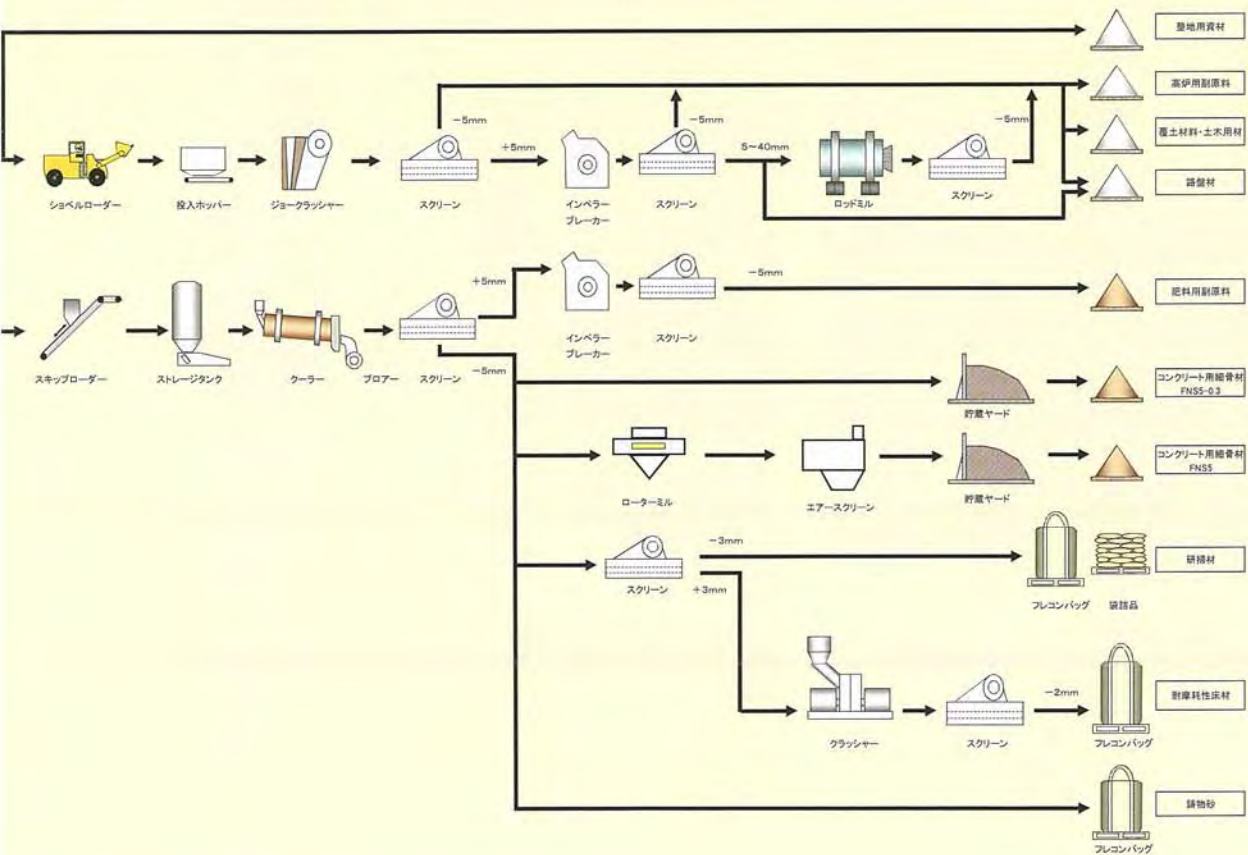 整地用資材
高炉用副原料
-5mm
-5mm
-5mm
+5mm
5~40mm
覆土材料・土木用材
路盤材
ショベルローダー
投入ホッパー
ジョークラッシャー
スクリーン
インペラー
ブレーカー
スクリーン
ロッドミル
スクリーン
+5mm
-5mm
肥料用副原料
インペラー
ブレーカー
スクリーン
スキップローダー
ストレージタンク
クーラー
ブロアー
スクリーン
-5mm
コンクリート用細骨材
FNS5-0.3
貯蔵ヤード
コンクリート用細骨材
FNS5
ローターミル
エアースクリーン
貯蔵ヤード
-3mm
研掃材
スクリーン
+3mm
フレコンバッグ
袋詰品
-2mm
耐摩耗性床材
クラッシャー
スクリーン
フレコンバッグ
鋳物砂
フレコンバッグ